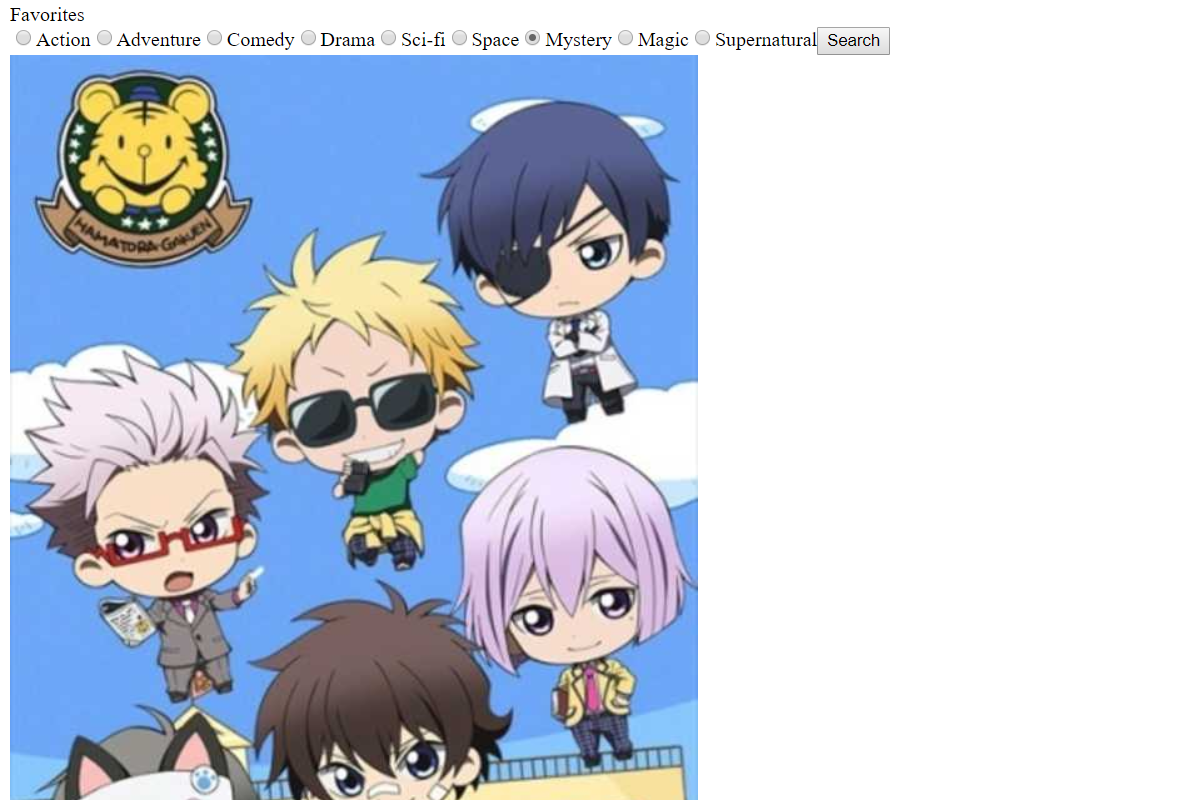 Favorites
Action Adventure Comedy Drama Sci-fi Space Mystery Magic Supernatural Search
HAMATORA-GAKUEN